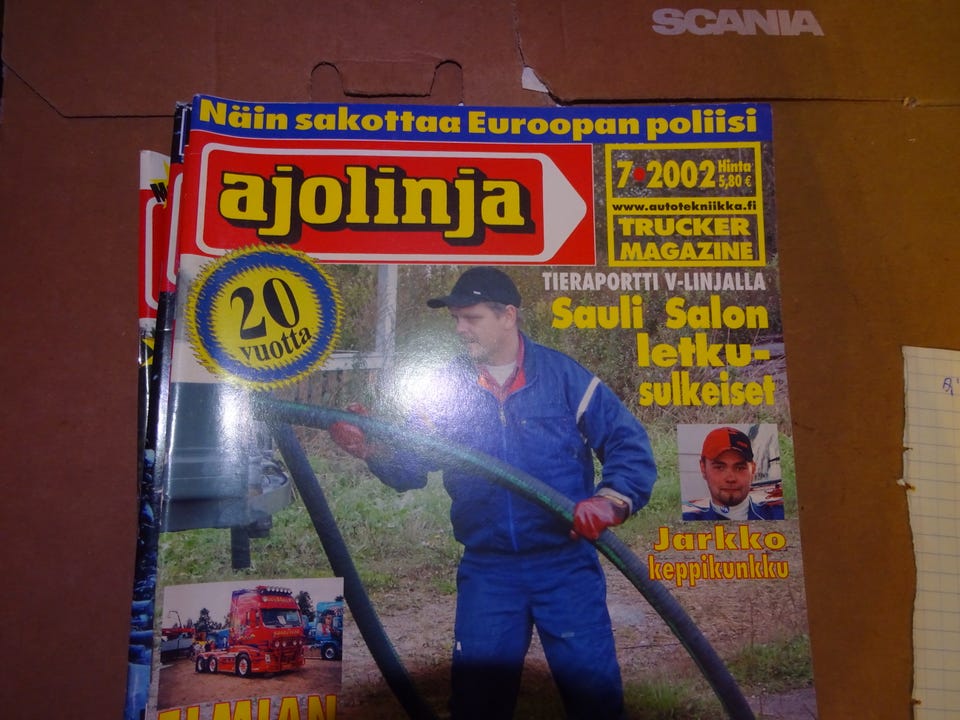 SCANIA
Näin sakottaa Euroopan poliisi
ajolinja
7•2002 Hinta 5,80 €
www.autotekniikka.fi
TRUCKER
MAGAZINE
20
vuotta
TIERAPORTTI V-LINJALLA
Sauli Salon
letku-
sulkeiset
Jarkko
keppikunkku